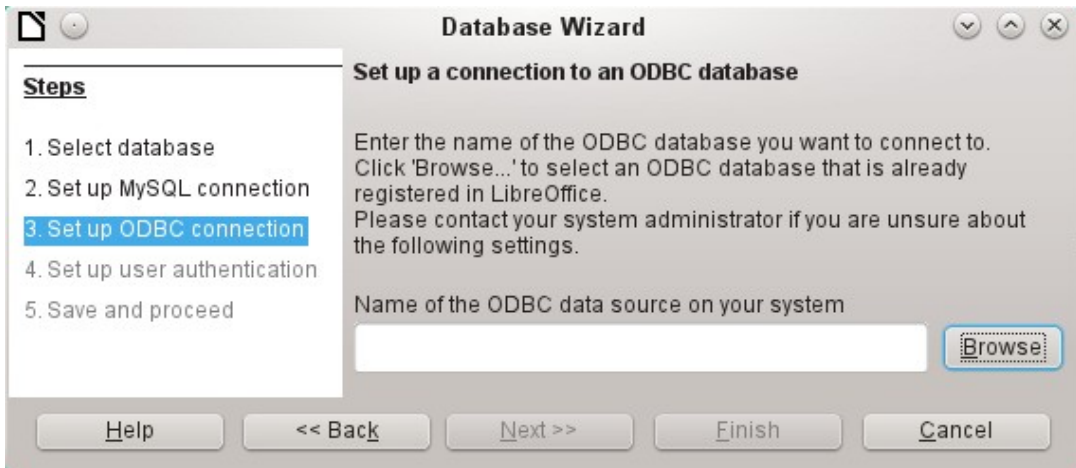 Database Wizard
Steps
1. Select database
2. Set up MySQL connection
3. Set up ODBC connection
4. Set up user authentication
5. Save and proceed
Set up a connection to an ODBC database
Enter the name of the ODBC database you want to connect to.
Click 'Browse...' to select an ODBC database that is already
registered in LibreOffice.
Please contact your system administrator if you are unsure about
the following settings.
Name of the ODBC data source on your system
Browse
Help
<< Back
Next >>
Finish
Cancel